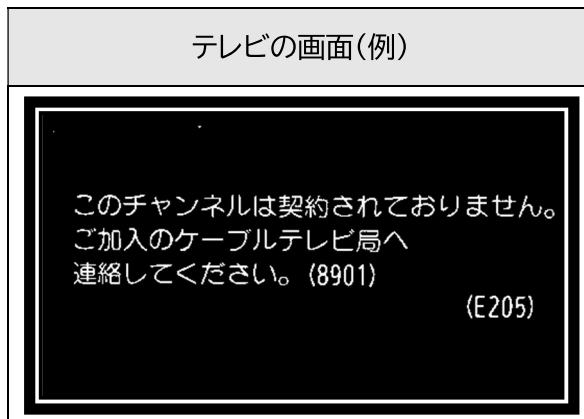 テレビの画面(例)
このチャンネルは契約されておりません。
ご加入のケーブルテレビ局へ
連絡してください。(8901)
(E205)